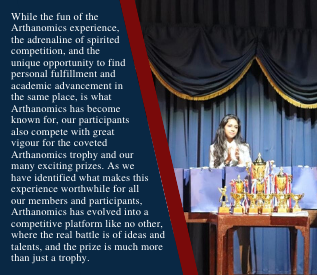 While the fun of the
Arthanomics experience,
the adrenaline of spirited
competition, and the
unique opportunity to find
personal fulfillment and
academic advancement in
the same place, is what
Arthanomics has become
known for, our participants
also compete with great
vigour for the coveted
Arthanomics trophy and our
many exciting prizes. As we
have identified what makes this
experience worthwhile for all
our members and participants,
Arthanomics has evolved into a
competitive platform like no other,
where the real battle is of ideas and
talents, and the prize is much more
than just a trophy.